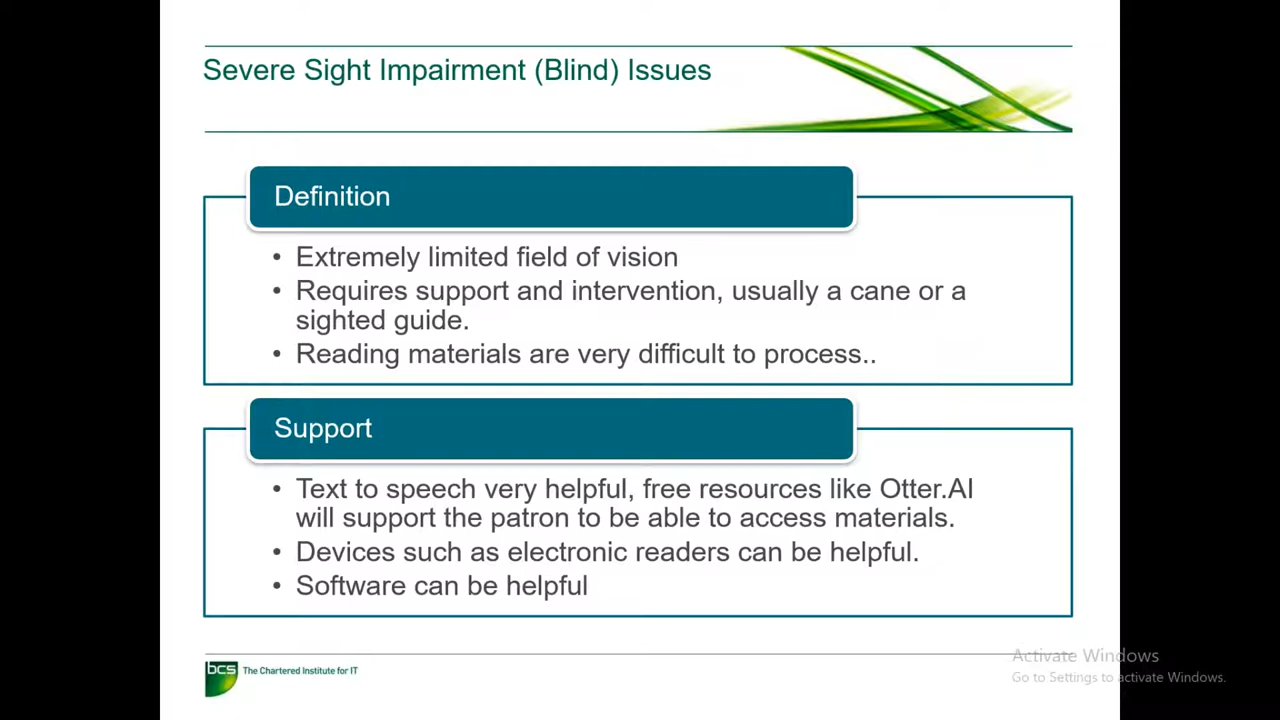 Severe Sight Impairment (Blind) Issues
Definition
• Extremely limited field of vision
• Requires support and intervention, usually a cane or a
sighted guide.
• Reading materials are very difficult to process..
Support
• Text to speech very helpful, free resources like Otter.AI
will support the patron to be able to access materials.
• Devices such as electronic readers can be helpful.
• Software can be helpful
bcs The Chartered Institute for IT
Activate Windows
Go to Settings to activate Windows.